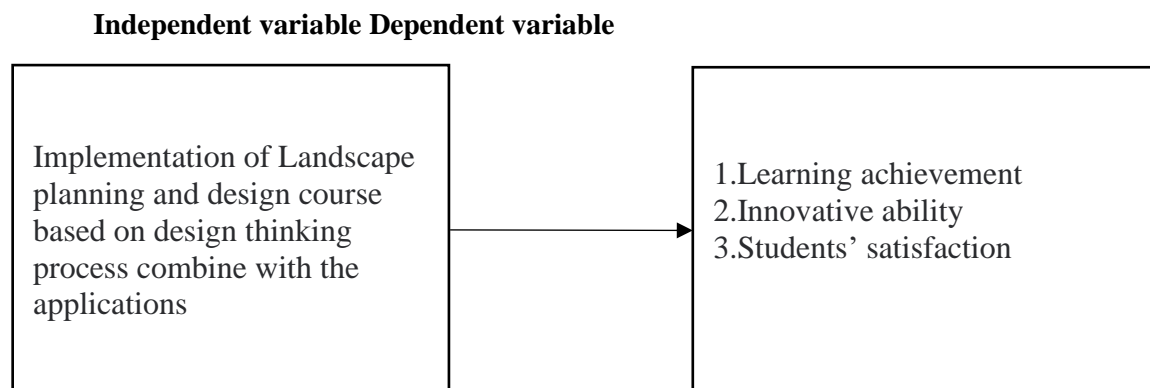 Independent variable Dependent variable
Implementation of Landscape
planning and design course
based on design thinking
process combine with the
applications
1.Learning achievement
2.Innovative ability
3.Students’ satisfaction